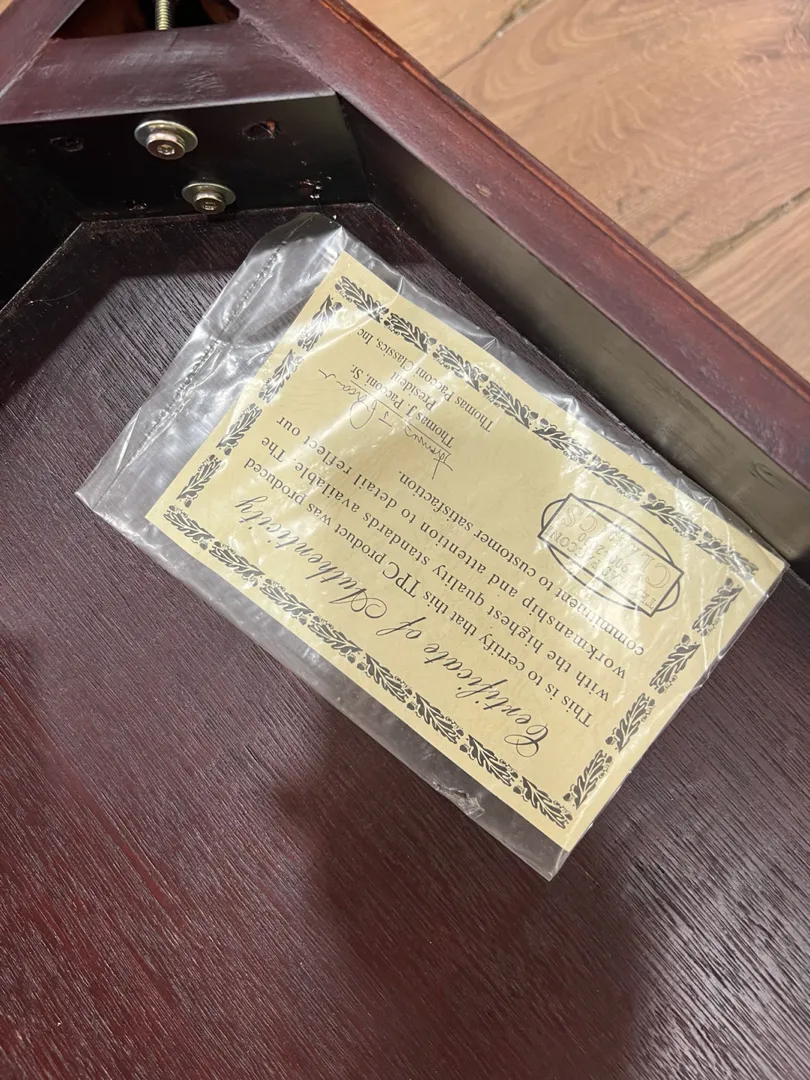 Certificate of Authenticity
This is to certify that this TPC product was produced
with the highest quality standards available. The
workmanship and attention to detail reflect our
commitment to customer satisfaction.
Thomas J. Pacconi, Sr.
President
Thomas Pacconi Classics, Inc
CLASSICS